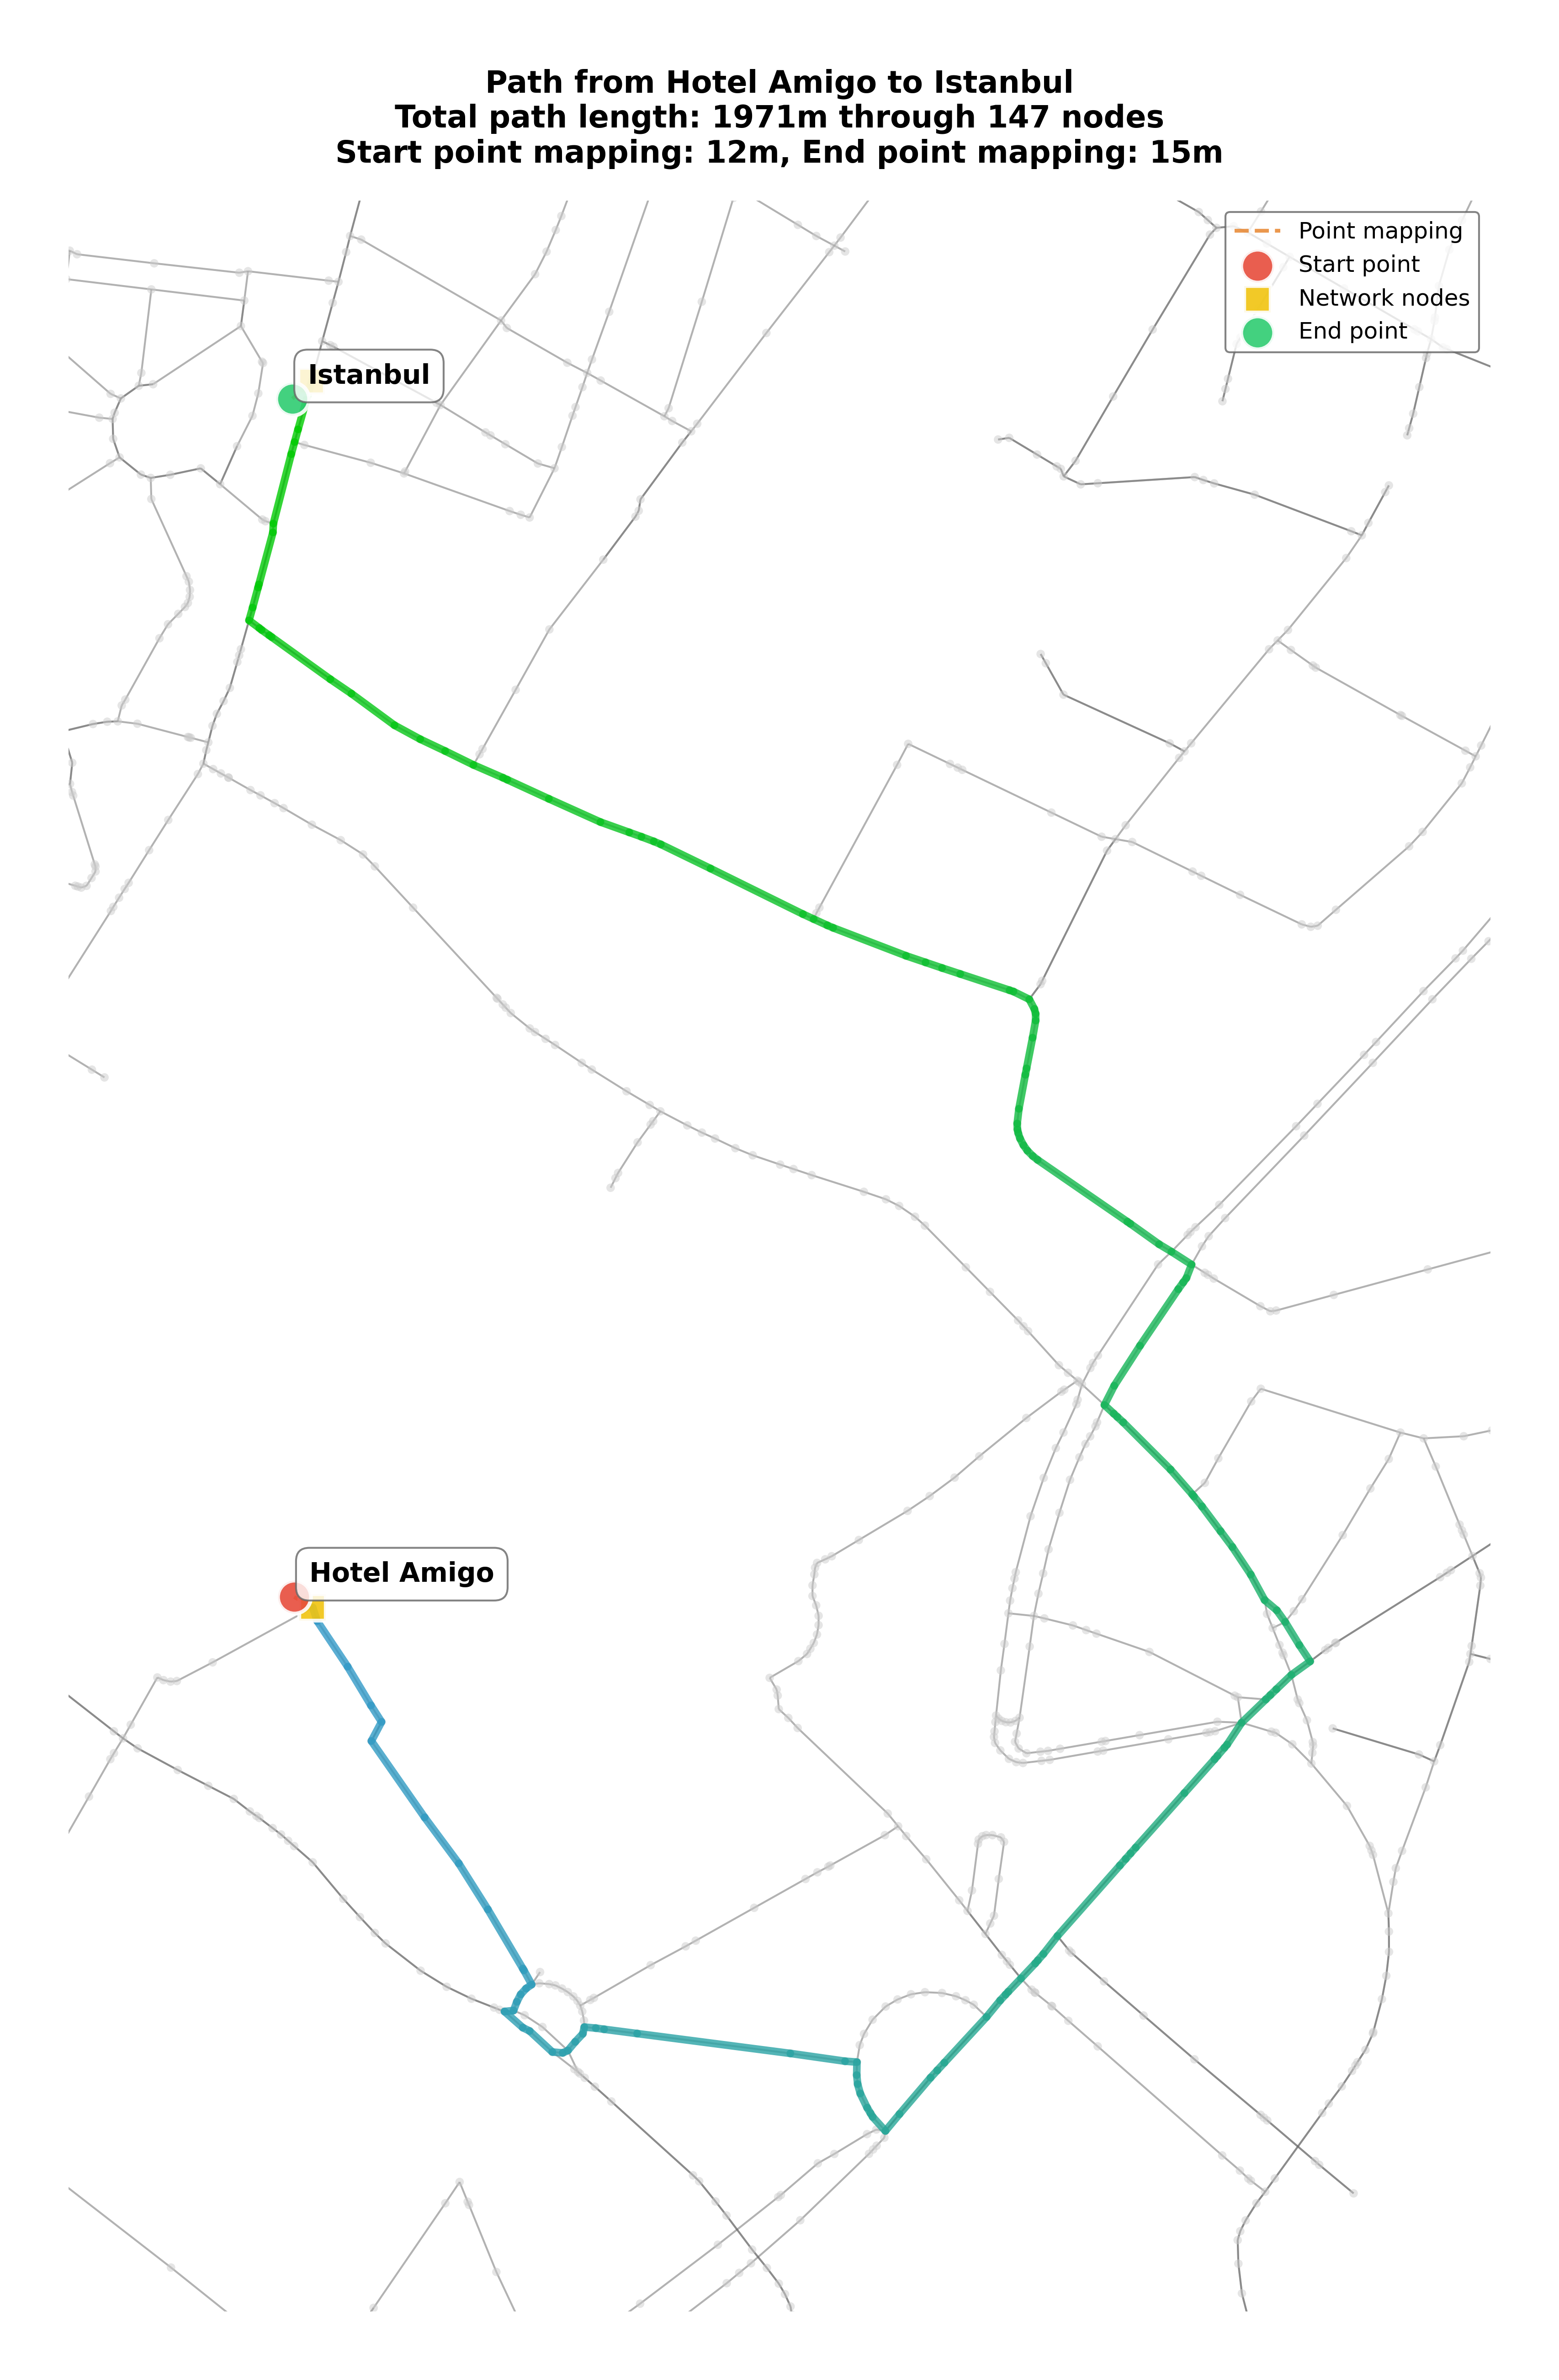 Path from Hotel Amigo to Istanbul
Total path length: 1971m through 147 nodes
Start point mapping: 12m, End point mapping: 15m
Point mapping
Start point
Network nodes
End point
Istanbul
Hotel Amigo